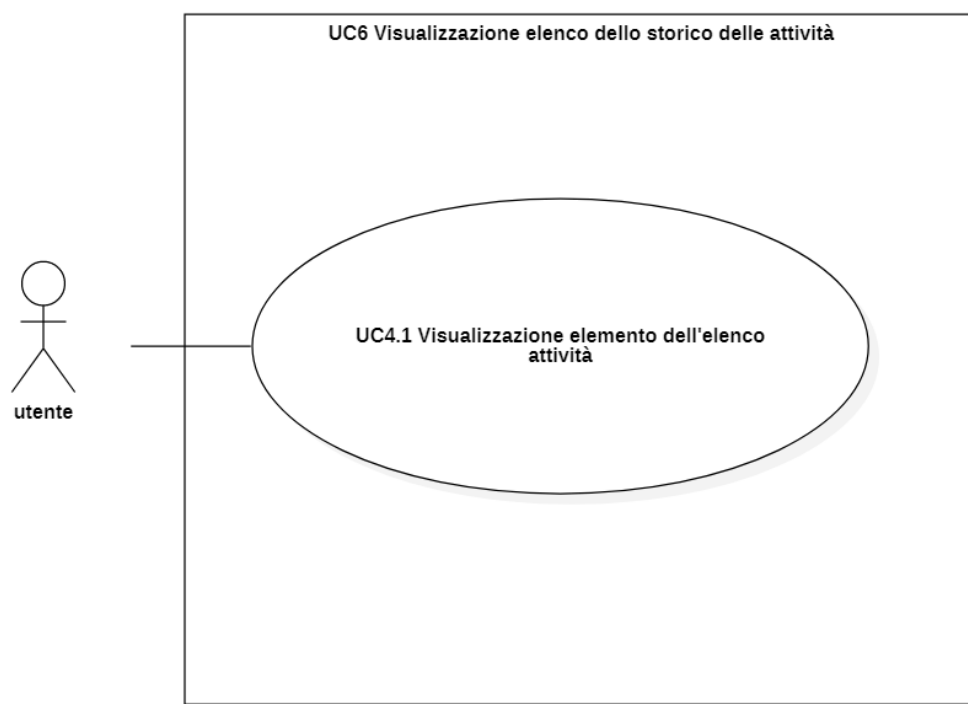 UC6 Visualizzazione elenco dello storico delle attività
UC4.1 Visualizzazione elemento dell'elenco
attività
utente